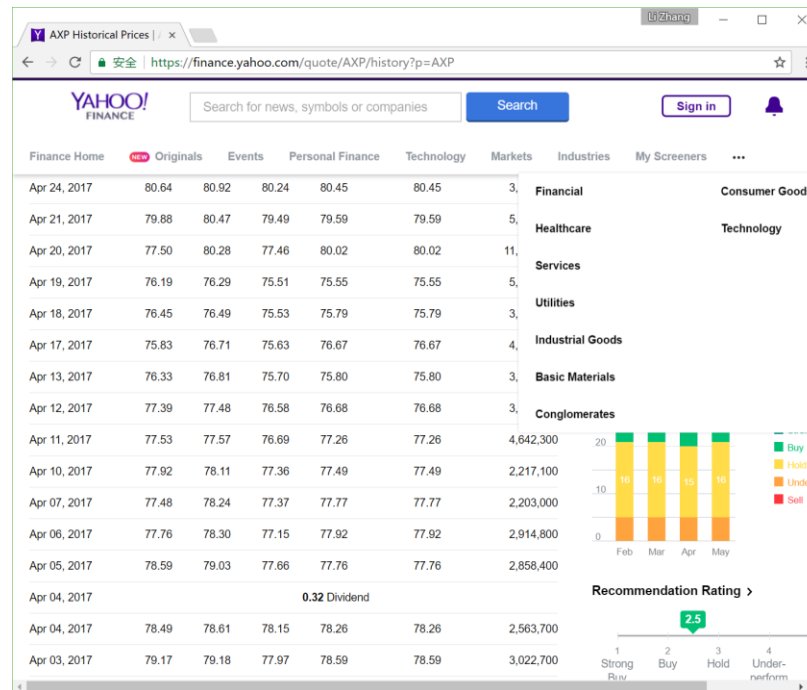 Li Zhang
AXP Historical Prices |
安全 https://finance.yahoo.com/quote/AXP/history?p=AXP
YAHOO!
FINANCE
Search for news, symbols or companies
Search
Sign in
Finance Home NEW Originals Events Personal Finance Technology Markets Industries My Screeners •••
Apr 24, 2017 80.64 80.92 80.24 80.45 80.45 3,
Apr 21, 2017 79.88 80.47 79.49 79.59 79.59 5,
Apr 20, 2017 77.50 80.28 77.46 80.02 80.02 11,
Apr 19, 2017 76.19 76.29 75.51 75.55 75.55 5,
Apr 18, 2017 76.45 76.49 75.53 75.79 75.79 3,
Apr 17, 2017 75.83 76.71 75.63 76.67 76.67 4,
Apr 13, 2017 76.33 76.81 75.70 75.80 75.80 3,
Apr 12, 2017 77.39 77.48 76.58 76.68 76.68 3,
Apr 11, 2017 77.53 77.57 76.69 77.26 77.26 4,642,300
Apr 10, 2017 77.92 78.11 77.36 77.49 77.49 2,217,100
Apr 07, 2017 77.48 78.24 77.37 77.77 77.77 2,203,000
Apr 06, 2017 77.76 78.30 77.15 77.92 77.92 2,914,800
Apr 05, 2017 78.59 79.03 77.66 77.76 77.76 2,858,400
Apr 04, 2017 0.32 Dividend
Apr 04, 2017 78.49 78.61 78.15 78.26 78.26 2,563,700
Apr 03, 2017 79.17 79.18 77.97 78.59 78.59 3,022,700
Financial Consumer Good
Healthcare Technology
Services
Utilities
Industrial Goods
Basic Materials
Conglomerates
20
Buy
16 16 15 16
Hold
10
Unde
Sell
0
Feb Mar Apr May
Recommendation Rating >
2.5
1 2 3 4
Strong Buy Hold Under-
Buy perform